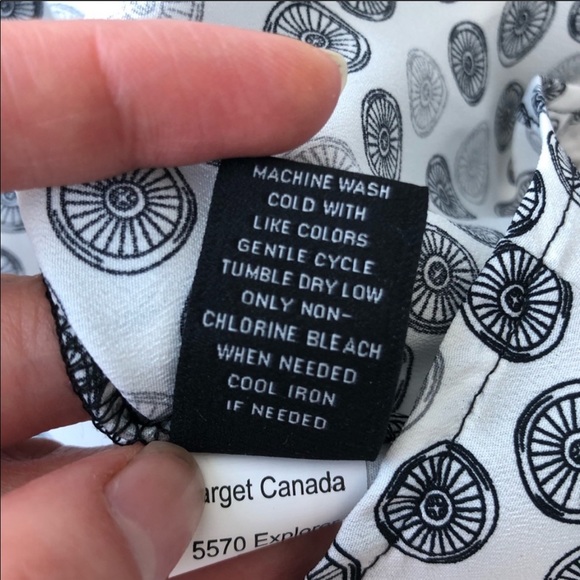 MACHINE WASH
COLD WITH
LIKE COLORS
GENTLE CYCLE
TUMBLE DRY LOW
ONLY NON-
CHLORINE BLEACH
WHEN NEEDED
COOL IRON
IF NEEDED
arget Canada
5570